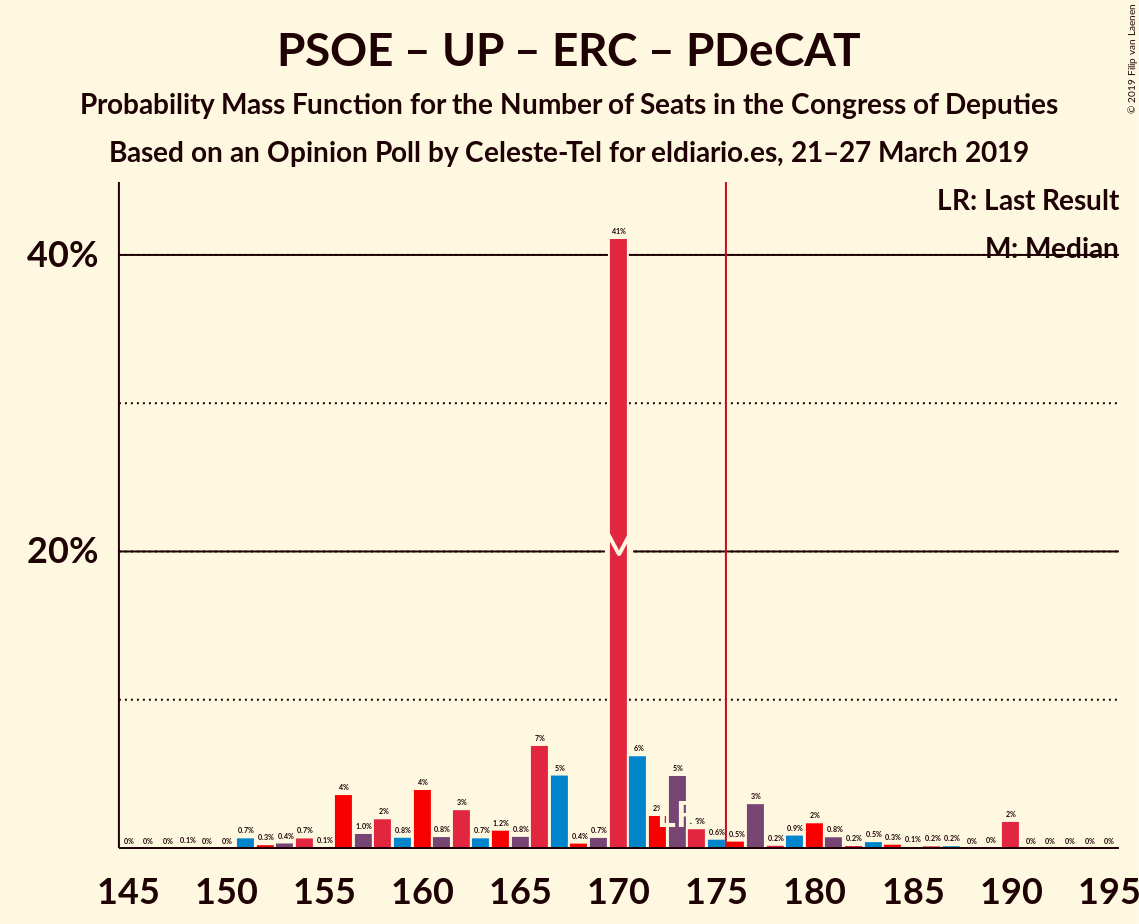 PSOE – UP – ERC – PDeCAT
Probability Mass Function for the Number of Seats in the Congress of Deputies
Based on an Opinion Poll by Celeste-Tel for eldiario.es, 21–27 March 2019
© 2019 Filip van Laenen
LR: Last Result
M: Median
40%
20%
41%
M
LR
0% 0% 0% 0.1% 0% 0% 0.7% 0.3% 0.4% 0.7% 0.1% 4% 1.0% 2% 0.8% 4% 0.8% 3% 0.7% 1.2% 0.8% 7% 5% 0.4% 0.7% 6% 2% 5% 0.6% 0.5% 3% 0.2% 0.9% 2% 0.8% 0.2% 0.5% 0.3% 0.1% 0.2% 0.2% 0% 0% 2% 0% 0% 0% 0% 0%
145 150 155 160 165 170 175 180 185 190 195